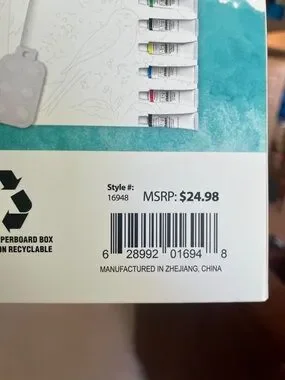 Style #:
16948
MSRP: $24.98
PERBOARD BOX
ON RECYCLABLE
6 28992 01694 8
MANUFACTURED IN ZHEJIANG, CHINA